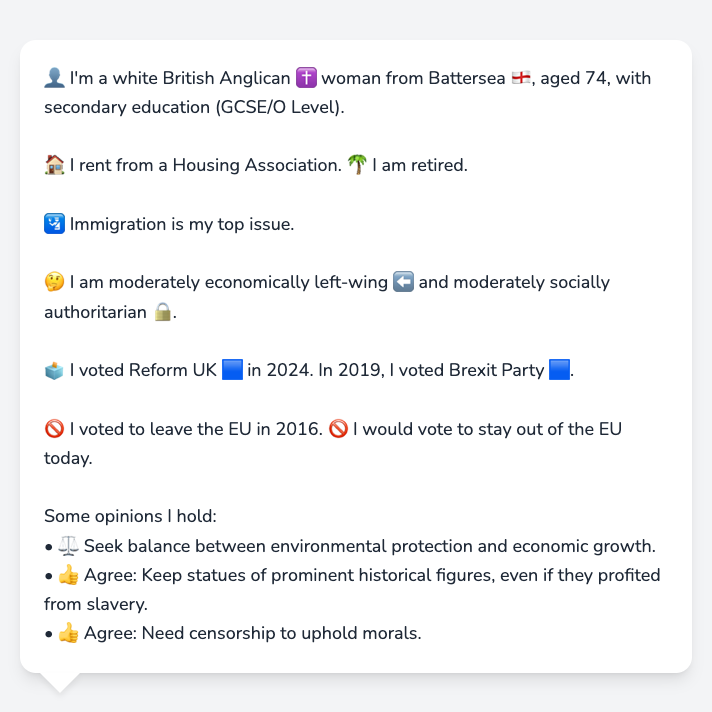 👤 I'm a white British Anglican ✝️ woman from Battersea 🏴󠁧󠁢󠁥󠁮󠁧󠁿, aged 74, with
secondary education (GCSE/O Level).
🏠 I rent from a Housing Association. 🌴 I am retired.
🛂 Immigration is my top issue.
🤔 I am moderately economically left-wing ⬅️ and moderately socially
authoritarian 🔒.
🗳️ I voted Reform UK 🟦 in 2024. In 2019, I voted Brexit Party 🟦.
🚫 I voted to leave the EU in 2016. 🚫 I would vote to stay out of the EU
today.
Some opinions I hold:
• ⚖️ Seek balance between environmental protection and economic growth.
• 👍 Agree: Keep statues of prominent historical figures, even if they profited
from slavery.
• 👍 Agree: Need censorship to uphold morals.